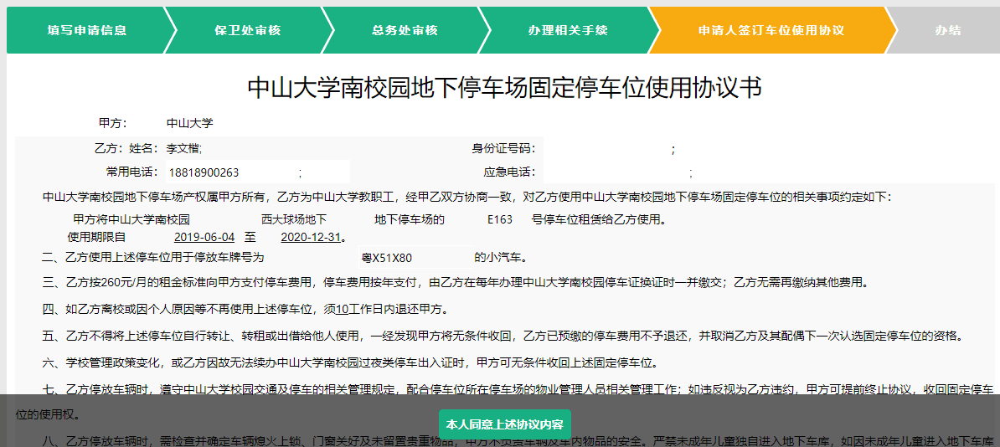 填写申请信息 保卫处审核 总务处审核 办理相关手续 申请人签订车位使用协议 办结
中山大学南校园地下停车场固定停车位使用协议书
甲方： 中山大学
乙方：姓名： 李文楷; 身份证号码： ;
常用电话： 18818900263 ; 应急电话： ;
中山大学南校园地下停车场产权属甲方所有，乙方为中山大学教职工，经甲乙双方协商一致，对乙方使用中山大学南校园地下停车场固定停车位的相关事项约定如下：
甲方将中山大学南校园 西大球场地下 地下停车场的 E163 号停车位租赁给乙方使用。
使用期限自 2019-06-04 至 2020-12-31。
二、乙方使用上述停车位用于停放车牌号为 粤X51X80 的小汽车。
三、乙方按260元/月的租金标准向甲方支付停车费用，停车费用按年支付，由乙方在每年办理中山大学南校园停车证换证时一并缴交；乙方无需再缴纳其他费用。
四、如乙方离校或因个人原因等不再使用上述停车位，须10工作日内退还甲方。
五、乙方不得将上述停车位自行转让、转租或出借给他人使用，一经发现甲方将无条件收回，乙方已预缴的停车费用不予退还，并取消乙方及其配偶下一次认选固定停车位的资格。
六、学校管理政策变化，或乙方因故无法续办中山大学南校园过夜类停车出入证时，甲方可无条件收回上述固定停车位。
七、乙方停放车辆时，遵守中山大学校园交通及停车的相关管理规定，配合停车位所在停车场的物业管理人员相关管理工作；如违反视为乙方违约，甲方可提前终止协议，收回固定停车
位的使用权。
本人同意上述协议内容
八、乙方停放车辆时，需检查并确定车辆熄火上锁、门窗关好及未留置贵重物品，甲方不负责车辆及车内物品的安全。严禁未成年儿童独自进入地下车库，如因未成年儿童进入地下车库